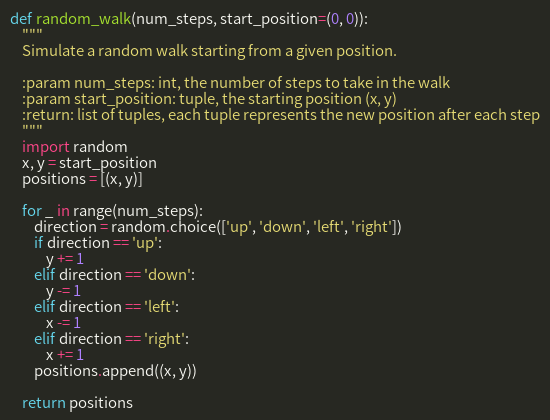 def random_walk(num_steps, start_position=(0, 0)):
    """
    Simulate a random walk starting from a given position.

    :param num_steps: int, the number of steps to take in the walk
    :param start_position: tuple, the starting position (x, y)
    :return: list of tuples, each tuple represents the new position after each step
    """
    import random
    x, y = start_position
    positions = [(x, y)]

    for _ in range(num_steps):
        direction = random.choice(['up', 'down', 'left', 'right'])
        if direction == 'up':
            y += 1
        elif direction == 'down':
            y -= 1
        elif direction == 'left':
            x -= 1
        elif direction == 'right':
            x += 1
        positions.append((x, y))

    return positions